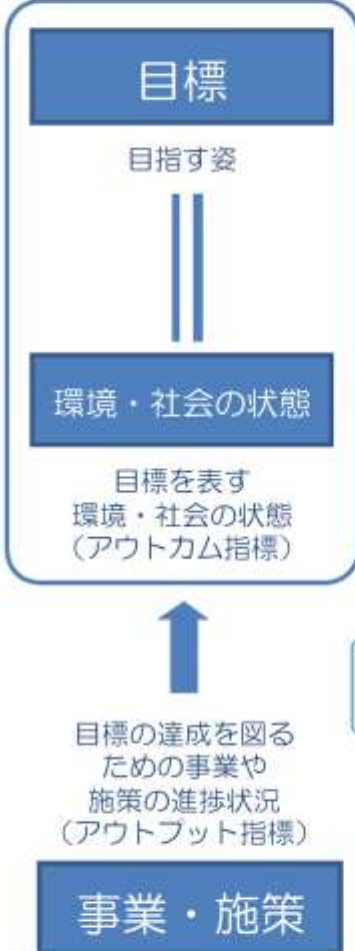 目標
目指す姿
環境・社会の状態
目標を表す
環境・社会の状態
（アウトカム指標）
目標の達成を図る
ための事業や
施策の進捗状況
（アウトプット指標）
事業・施策